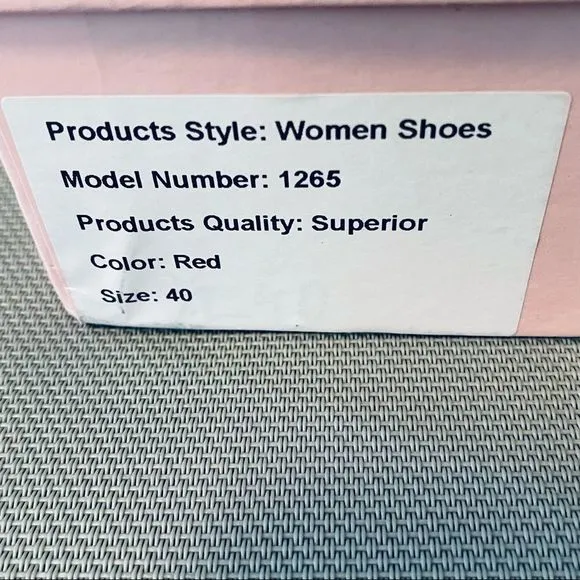 Products Style: Women Shoes
Model Number: 1265
Products Quality: Superior
Color: Red
Size: 40